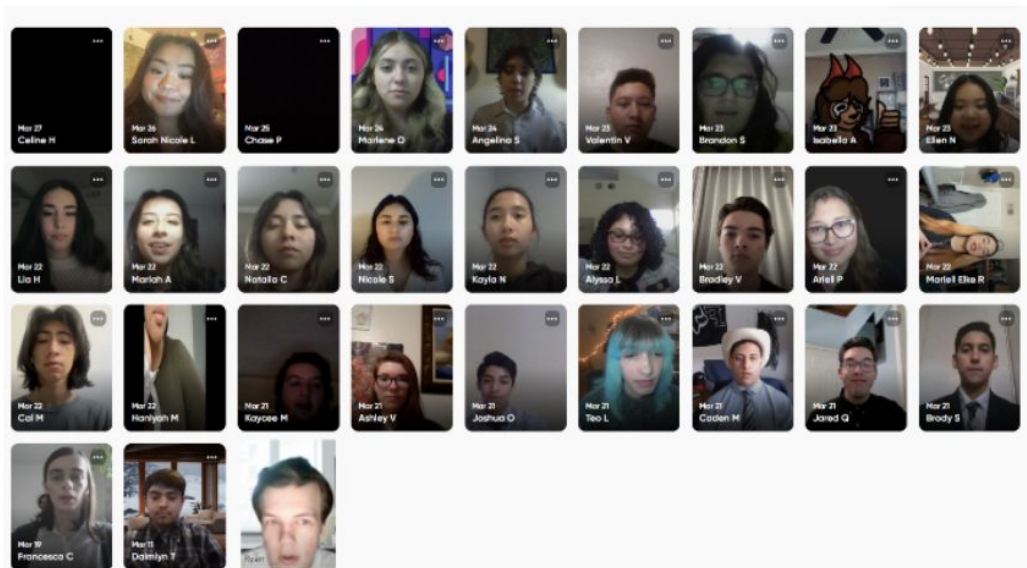 Mar 27
Celine H
Mar 26
Sarah Nicole L
Mar 25
Chase P
Mar 24
Marlene O
Mar 24
Angelina S
Mar 23
Valentin V
Mar 23
Brandon S
Mar 23
Isabella A
Mar 23
Ellen N
Mar 22
Lia H
Mar 22
Mariah A
Mar 22
Natalia C
Mar 22
Nicole S
Mar 22
Kayla N
Mar 22
Alyssa L
Mar 22
Bradley V
Mar 22
Ariell P
Mar 22
Mariell Elke R
Mar 22
Cal M
Mar 22
Haniyah M
Mar 21
Kaycee M
Mar 21
Ashley V
Mar 21
Joshua O
Mar 21
Teo L
Mar 21
Caden M
Mar 21
Jared Q
Mar 21
Brody S
Mar 19
Francesca C
Mar 11
Daimlyn T